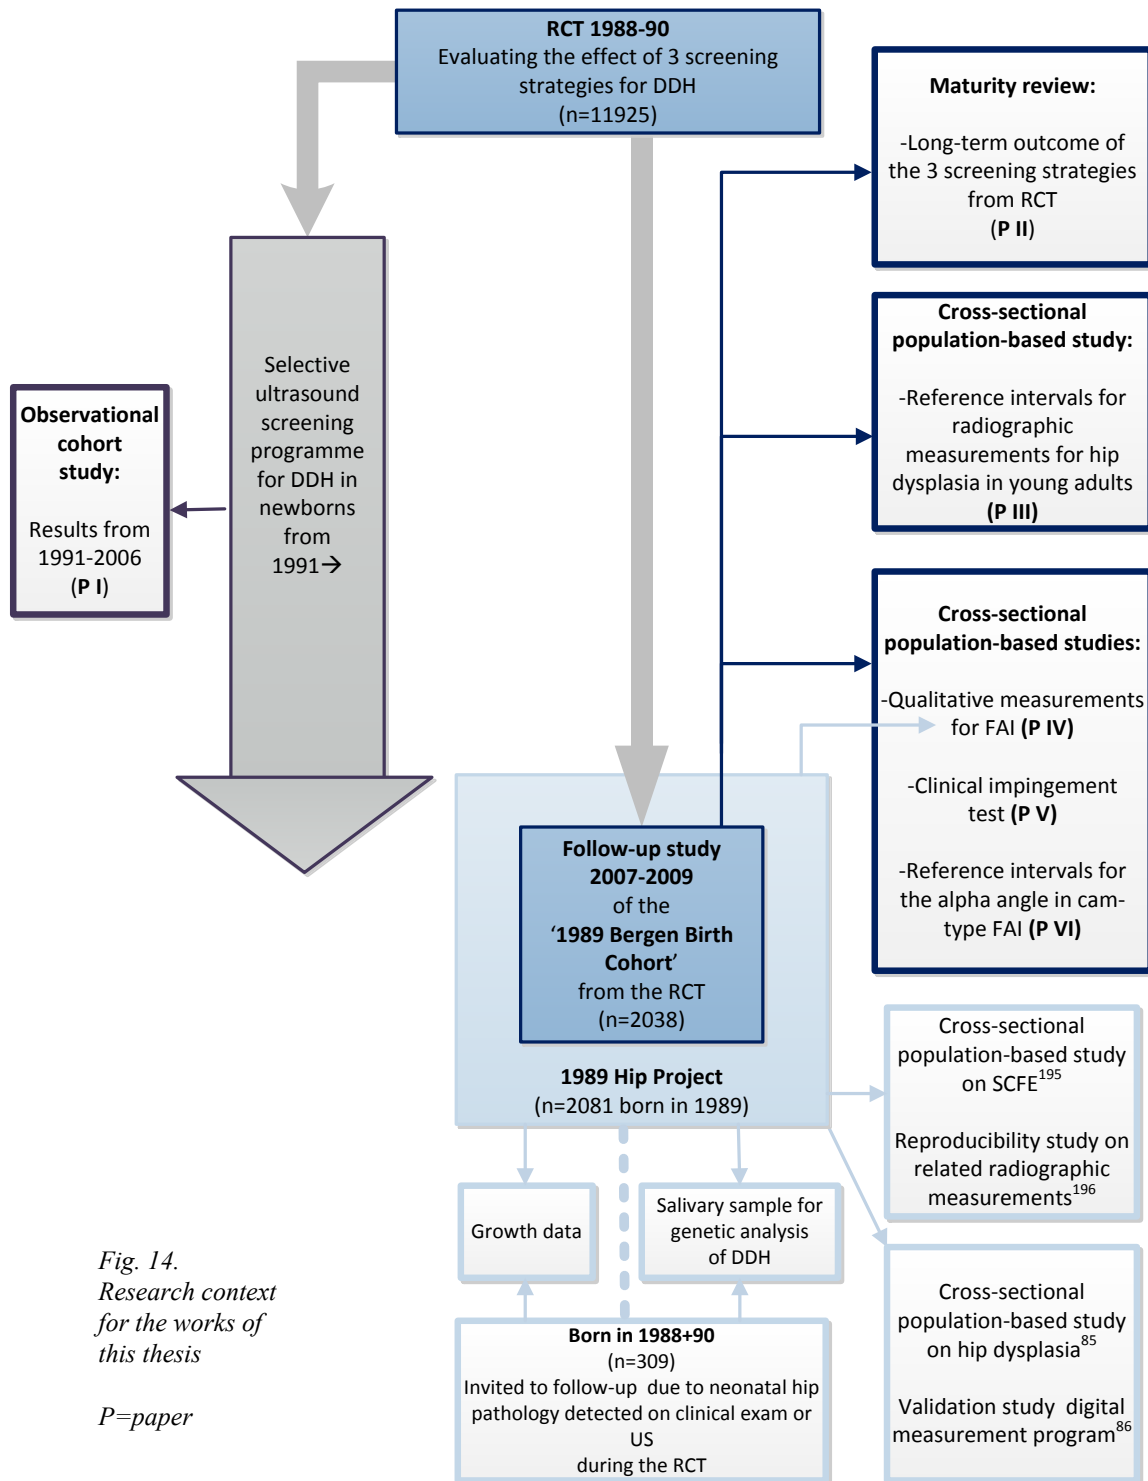 RCT 1988-90
Evaluating the effect of 3 screening
strategies for DDH
(n=11925)
Maturity review:
-Long-term outcome of
the 3 screening strategies
from RCT
(P II)
Cross-sectional
population-based study:
-Reference intervals for
radiographic
measurements for hip
dysplasia in young adults
(P III)
Selective
ultrasound
screening
programme
for DDH in
newborns
from
1991→
Observational
cohort
study:
Results from
1991-2006
(P I)
Cross-sectional
population-based studies:
-Qualitative measurements
for FAI (P IV)
-Clinical impingement
test (P V)
-Reference intervals for
the alpha angle in cam-
type FAI (P VI)
Follow-up study
2007-2009
of the
‘1989 Bergen Birth
Cohort’
from the RCT
(n=2038)
1989 Hip Project
(n=2081 born in 1989)
Cross-sectional
population-based study
on SCFE195
Reproducibility study on
related radiographic
measurements196
Growth data
Salivary sample for
genetic analysis
of DDH
Cross-sectional
population-based study
on hip dysplasia85
Validation study digital
measurement program86
Born in 1988+90
(n=309)
Invited to follow-up due to neonatal hip
pathology detected on clinical exam or
US
during the RCT
Fig. 14.
Research context
for the works of
this thesis
P=paper